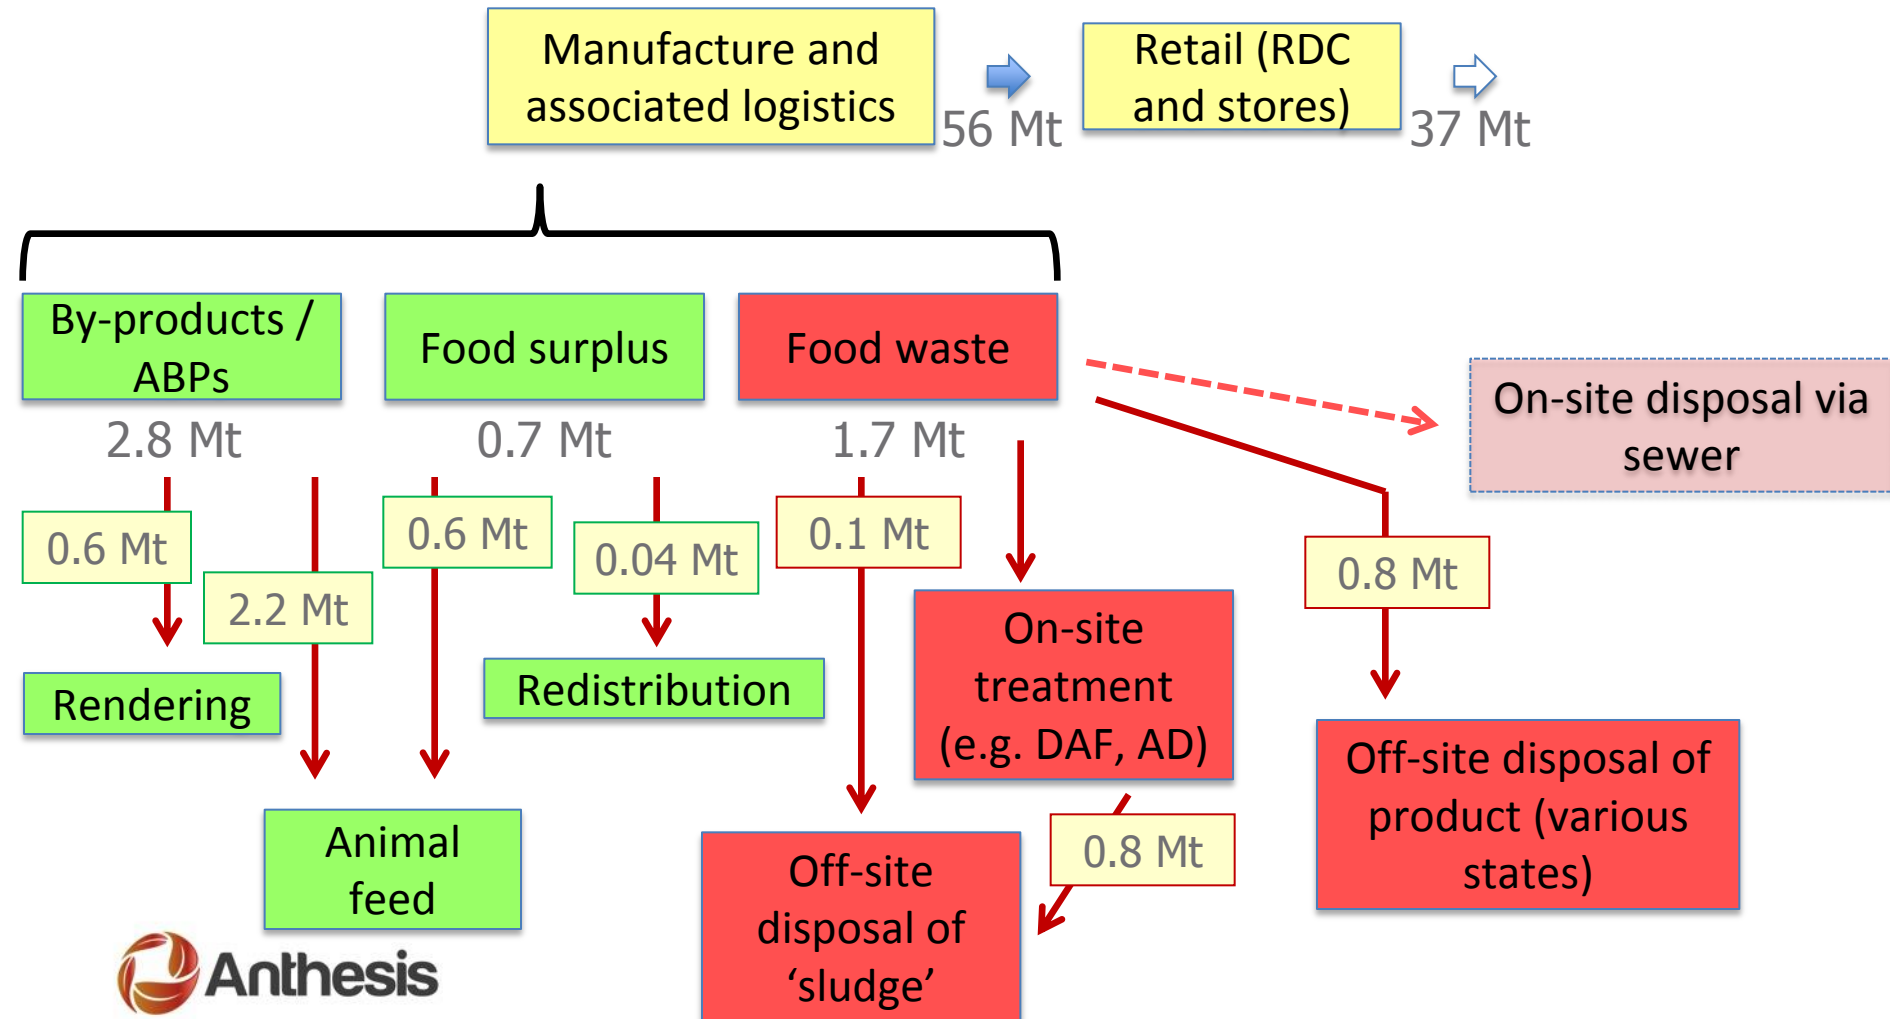 Manufacture and
associated logistics
56 Mt
Retail (RDC
and stores)
37 Mt
By-products /
ABPs
2.8 Mt
Food surplus
0.7 Mt
Food waste
1.7 Mt
On-site disposal via
sewer
0.6 Mt
2.2 Mt
0.6 Mt
0.04 Mt
0.1 Mt
0.8 Mt
Rendering
Redistribution
On-site
treatment
(e.g. DAF, AD)
Off-site disposal of
product (various
states)
Animal
feed
Off-site
disposal of
‘sludge’
0.8 Mt
Anthesis